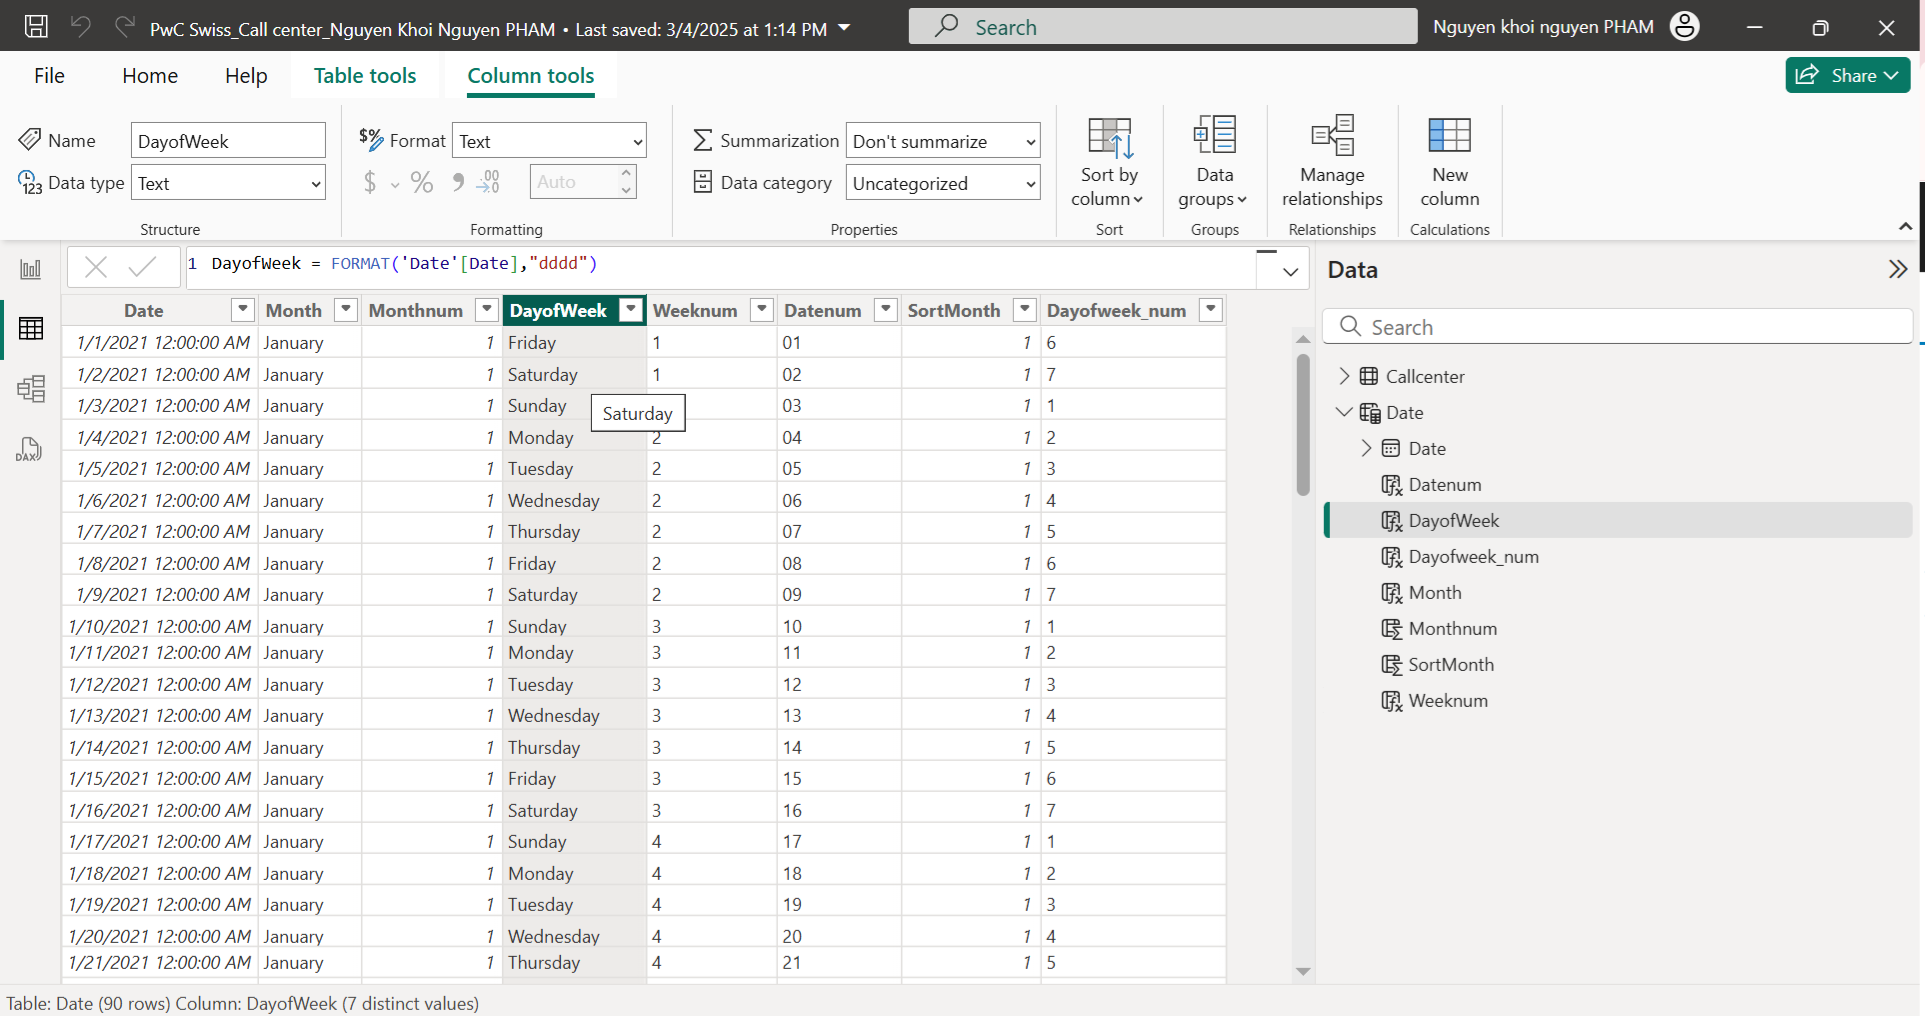 PwC Swiss_Call center_Nguyen Khoi Nguyen PHAM • Last saved: 3/4/2025 at 1:14 PM
Search
Nguyen khoi nguyen PHAM
File Home Help Table tools Column tools
Share
Name DayofWeek
Format Text
Summarization Don't summarize
Data type Text
$ % 9 .00 Auto
Data category Uncategorized
Sort by column
Data groups
Manage relationships
New column
Structure Formatting Properties Sort Groups Relationships Calculations
1 DayofWeek = FORMAT('Date'[Date],"dddd")
Date Month Monthnum DayofWeek Weeknum Datenum SortMonth Dayofweek_num
1/1/2021 12:00:00 AM January 1 Friday 1 01 1 6
1/2/2021 12:00:00 AM January 1 Saturday 1 02 1 7
1/3/2021 12:00:00 AM January 1 Sunday 03 1 1
Saturday
1/4/2021 12:00:00 AM January 1 Monday 2 04 1 2
1/5/2021 12:00:00 AM January 1 Tuesday 2 05 1 3
1/6/2021 12:00:00 AM January 1 Wednesday 2 06 1 4
1/7/2021 12:00:00 AM January 1 Thursday 2 07 1 5
1/8/2021 12:00:00 AM January 1 Friday 2 08 1 6
1/9/2021 12:00:00 AM January 1 Saturday 2 09 1 7
1/10/2021 12:00:00 AM January 1 Sunday 3 10 1 1
1/11/2021 12:00:00 AM January 1 Monday 3 11 1 2
1/12/2021 12:00:00 AM January 1 Tuesday 3 12 1 3
1/13/2021 12:00:00 AM January 1 Wednesday 3 13 1 4
1/14/2021 12:00:00 AM January 1 Thursday 3 14 1 5
1/15/2021 12:00:00 AM January 1 Friday 3 15 1 6
1/16/2021 12:00:00 AM January 1 Saturday 3 16 1 7
1/17/2021 12:00:00 AM January 1 Sunday 4 17 1 1
1/18/2021 12:00:00 AM January 1 Monday 4 18 1 2
1/19/2021 12:00:00 AM January 1 Tuesday 4 19 1 3
1/20/2021 12:00:00 AM January 1 Wednesday 4 20 1 4
1/21/2021 12:00:00 AM January 1 Thursday 4 21 1 5
Data
Search
Callcenter
Date
Date
Datenum
DayofWeek
Dayofweek_num
Month
Monthnum
SortMonth
Weeknum
DAX
Table: Date (90 rows) Column: DayofWeek (7 distinct values)